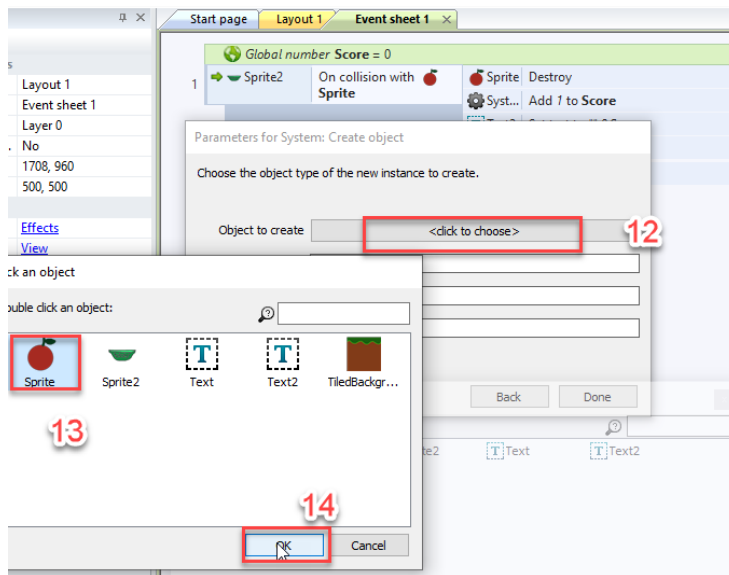 Start page
Layout 1
Event sheet 1
Global number Score = 0
1
Sprite2
On collision with
Sprite
Sprite
Destroy
Syst...
Add 1 to Score
s
Layout 1
Event sheet 1
Layer 0
No
1708, 960
500, 500
Effects
View
Parameters for System: Create object
Choose the object type of the new instance to create.
Object to create
<click to choose>
12
ck an object
ouble click an object:
Sprite
Sprite2
Text
Text2
TiledBackgr...
13
14
OK
Cancel
Back
Done
te2
Text
Text2